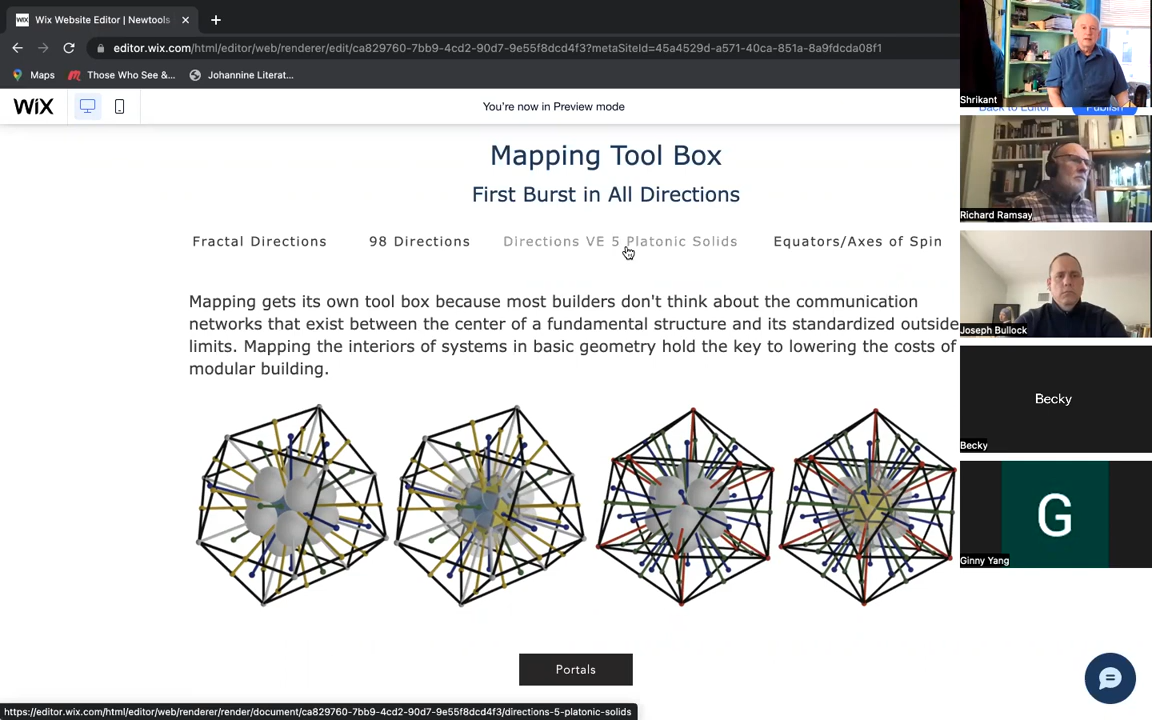 Wix Website Editor | Newtools
editor.wix.com/html/editor/web/renderer/edit/ca829760-7bb9-4cd2-90d7-9e55f8dcd4f3?metaSiteId=45a4529d-a571-40ca-851a-8a9fdcda08f1
Maps
Those Who See &...
Johannine Literat...
WiX
You're now in Preview mode
Back to Editor
Publish
Mapping Tool Box
First Burst in All Directions
Fractal Directions
98 Directions
Directions VE 5 Platonic Solids
Equators/Axes of Spin
Mapping gets its own tool box because most builders don't think about the communication
networks that exist between the center of a fundamental structure and its standardized outside
limits. Mapping the interiors of systems in basic geometry hold the key to lowering the costs of
modular building.
Portals
https://editor.wix.com/html/editor/web/renderer/render/document/ca829760-7bb9-4cd2-90d7-9e55f8dcd4f3/directions-5-platonic-solids
Shrikant
Richard Ramsay
Joseph Bullock
Becky
Becky
G
Ginny Yang